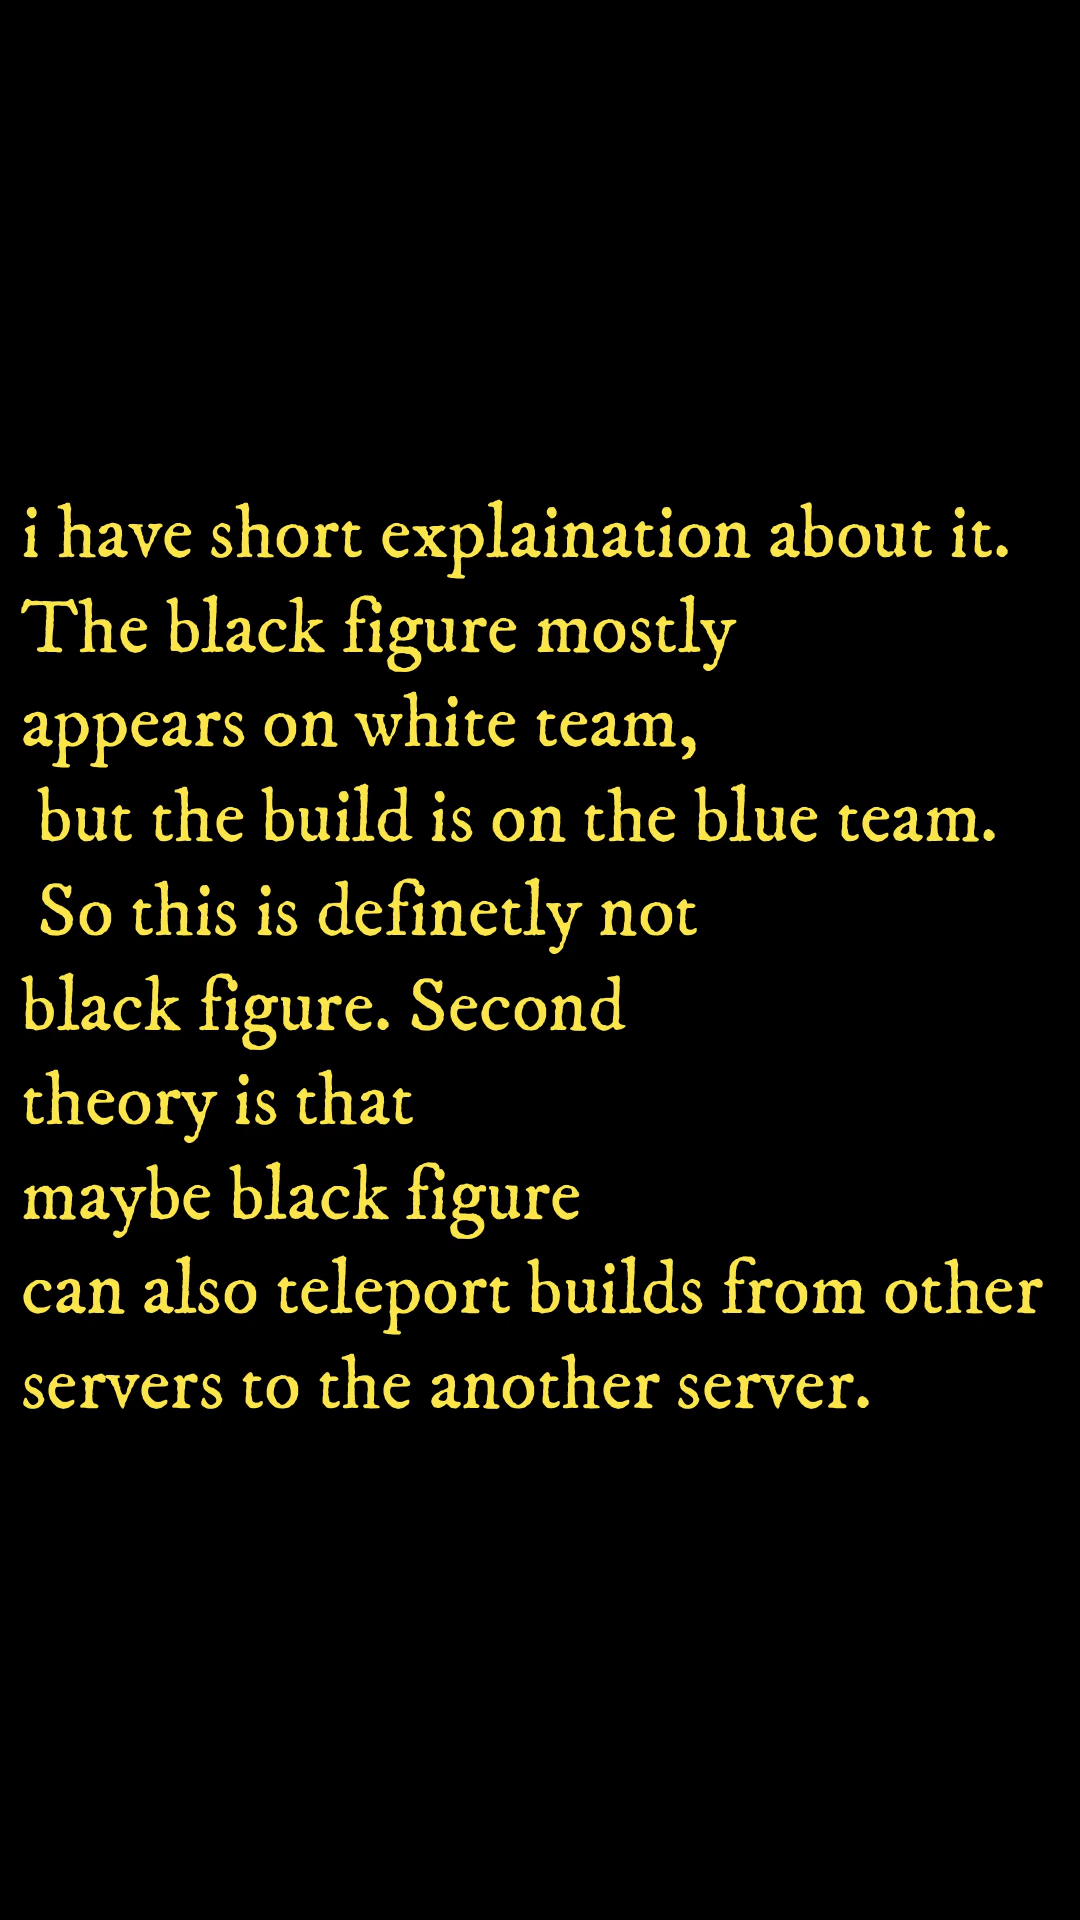 i have short explaination about it.
The black figure mostly
appears on white team,
but the build is on the blue team.
So this is definetly not
black figure. Second
theory is that
maybe black figure
can also teleport builds from other
servers to the another server.